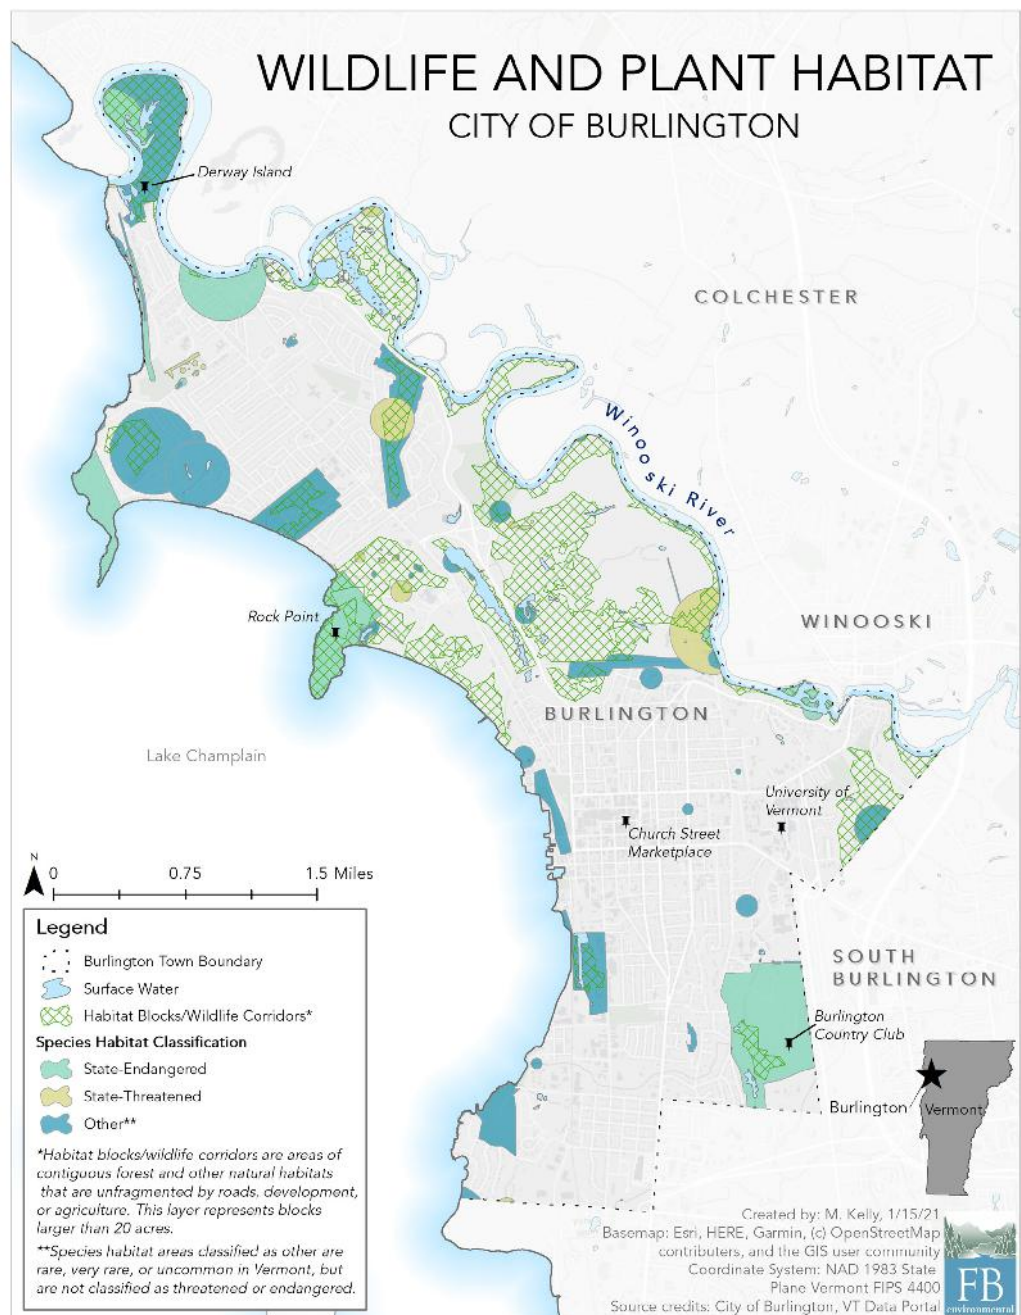 WILDLIFE AND PLANT HABITAT
CITY OF BURLINGTON
Derway Island
COLCHESTER
Winooski River
Rock Point
WINOOSKI
BURLINGTON
Lake Champlain
University of
Vermont
Church Street
Marketplace
N
0 0.75 1.5 Miles
SOUTH
BURLINGTON
Burlington
Country Club
Legend
Burlington Town Boundary
Surface Water
Habitat Blocks/Wildlife Corridors*
Species Habitat Classification
State-Endangered
State-Threatened
Other**
*Habitat blocks/wildlife corridors are areas of
contiguous forest and other natural habitats
that are unfragmented by roads, development,
or agriculture. This layer represents blocks
larger than 20 acres.
**Species habitat areas classified as other are
rare, very rare, or uncommon in Vermont, but
are not classified as threatened or endangered.
Burlington
Vermont
Created by: M. Kelly, 1/15/21
Basemap: Esri, HERE, Garmin, (c) OpenStreetMap
contributers, and the GIS user community
Coordinate System: NAD 1983 State
Plane Vermont FIPS 4400
Source credits: City of Burlington, VT Data Portal
FB
environmental